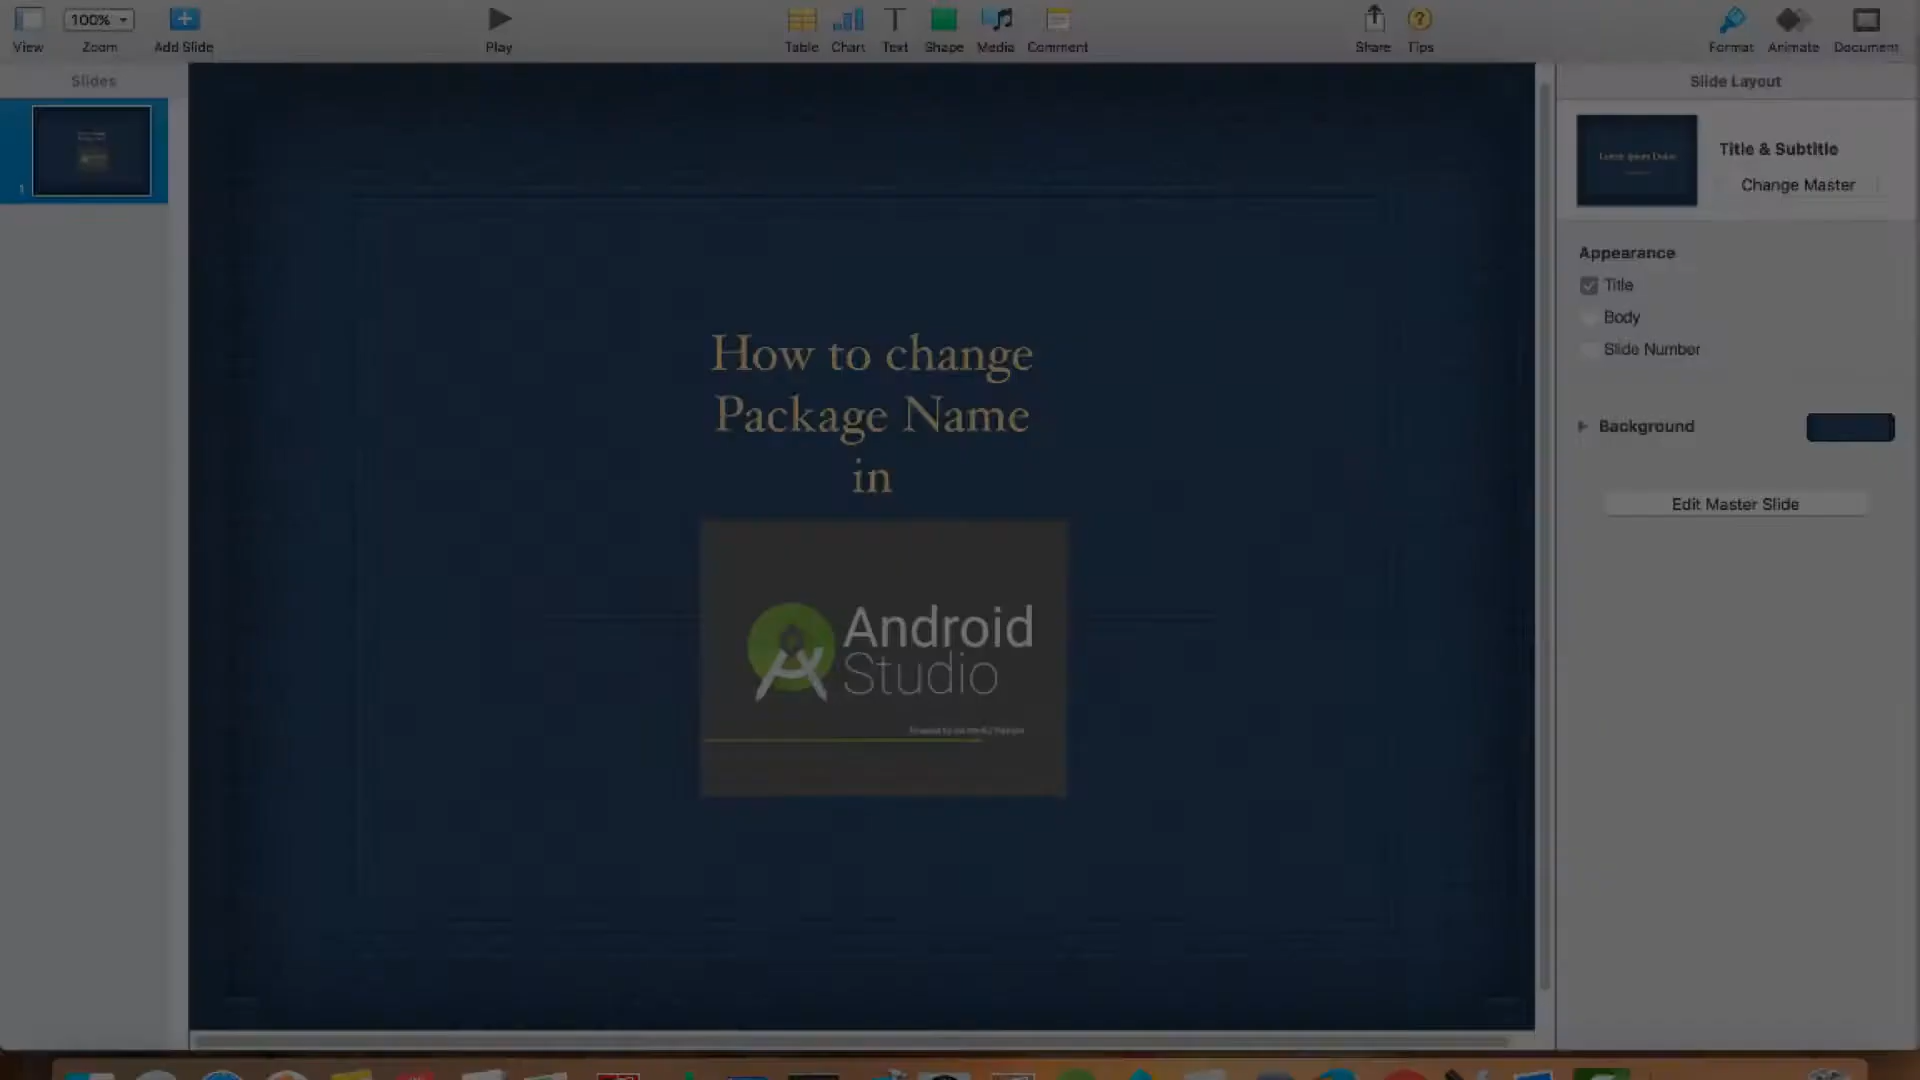 100%
View
Zoom
Add Slide
Play
Table
Chart
Text
Shape
Media
Comment
Share
Tips
Format
Animate
Document
Slides
1
Slide Layout
Title & Subtitle
Change Master
Appearance
Title
Body
Slide Number
Background
Edit Master Slide
How to change
Package Name
in
Android
Studio